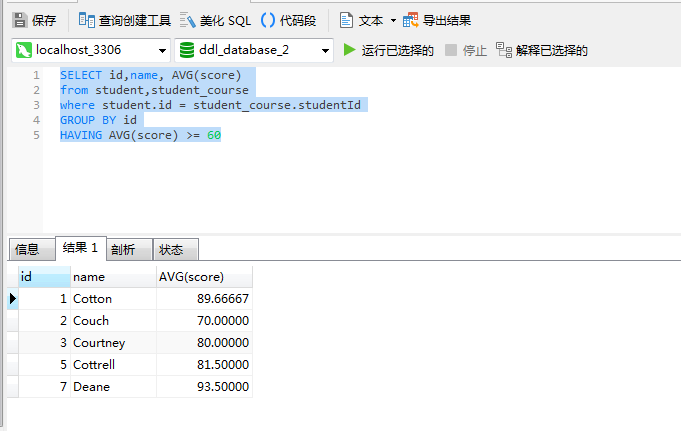 保存 查询创建工具 美化 SQL 代码段 文本 导出结果
localhost_3306 ddl_database_2 运行已选择的 停止 解释已选择的
1 SELECT id,name, AVG(score)
2 from student,student_course
3 where student.id = student_course.studentId
4 GROUP BY id
5 HAVING AVG(score) >= 60
信息 结果 1 剖析 状态
id name AVG(score)
1 Cotton 89.66667
2 Couch 70.00000
3 Courtney 80.00000
5 Cottrell 81.50000
7 Deane 93.50000